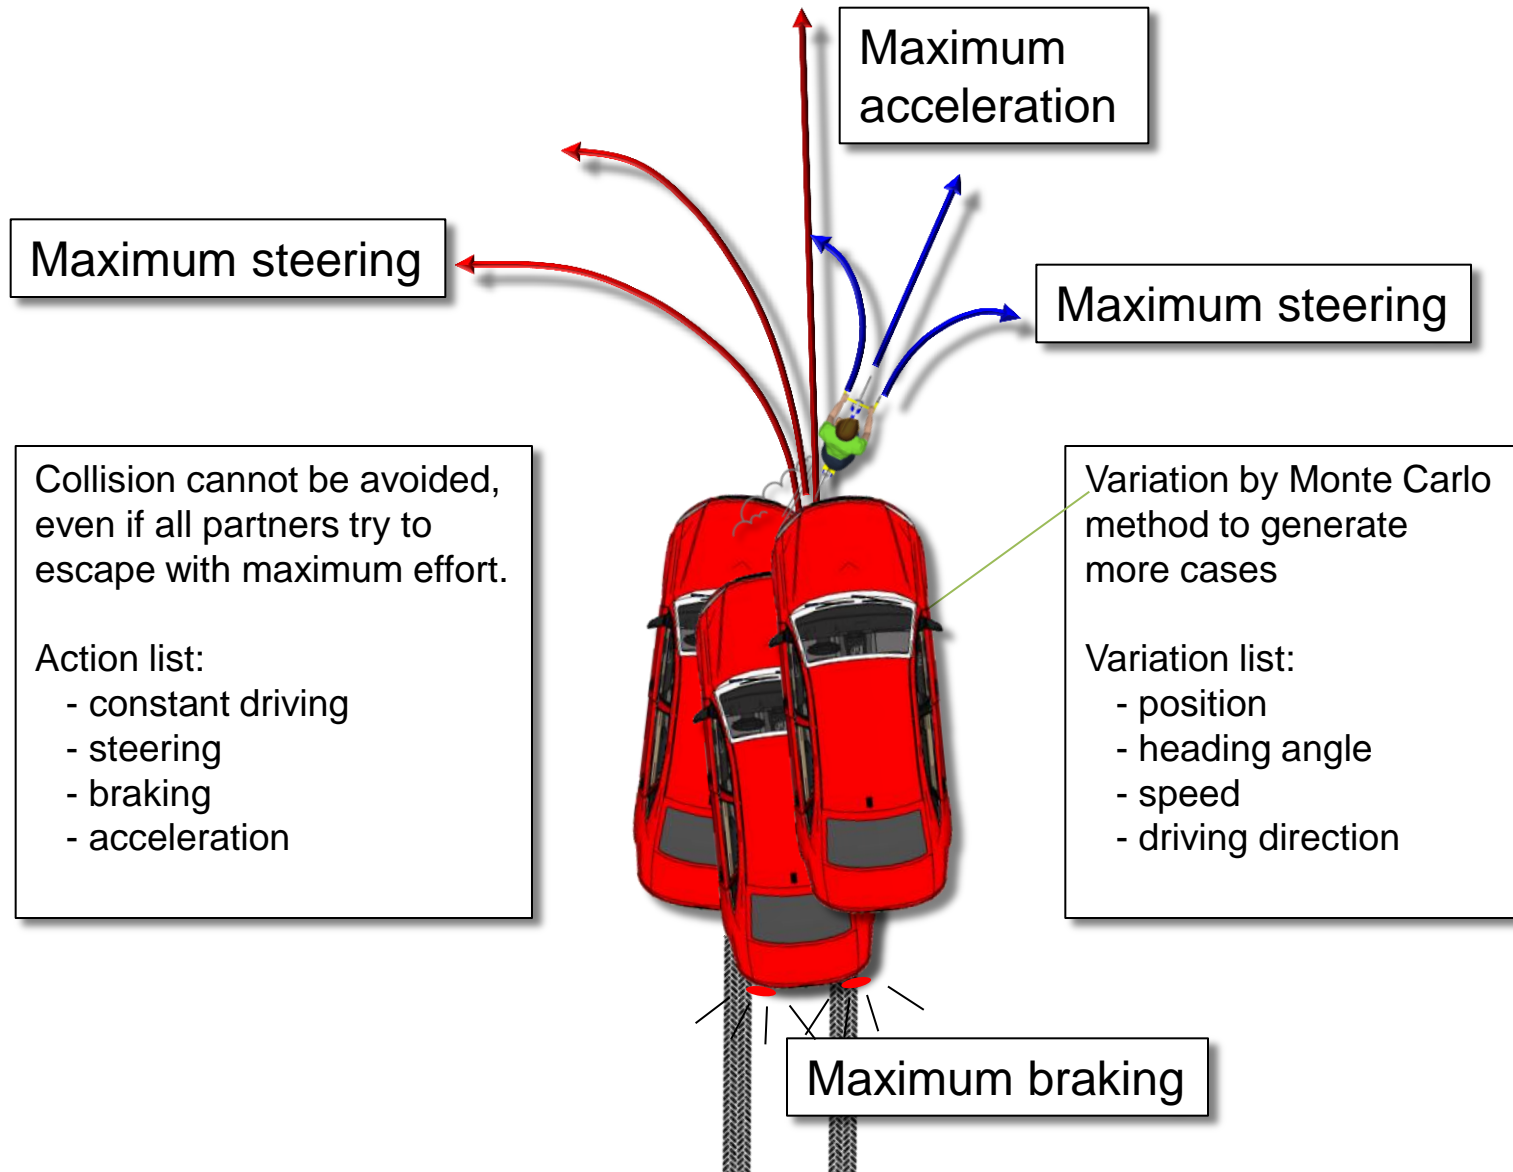 Maximum
acceleration
Maximum steering
Maximum steering
Collision cannot be avoided,
even if all partners try to
escape with maximum effort.
Action list:
- constant driving
- steering
- braking
- acceleration
Variation by Monte Carlo
method to generate
more cases
Variation list:
- position
- heading angle
- speed
- driving direction
Maximum braking